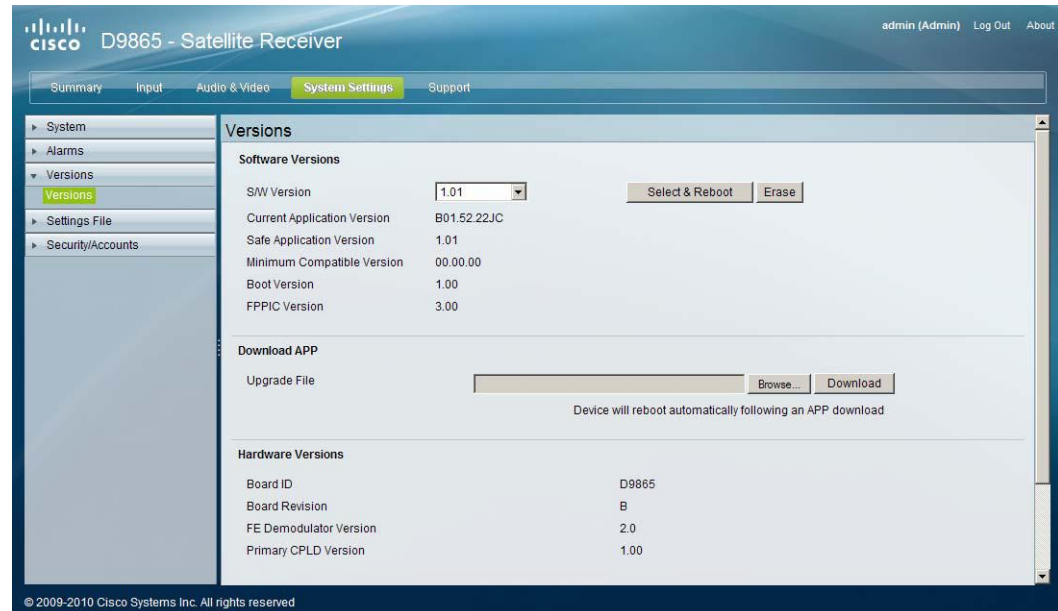 admin (Admin) Log Out About
CISCO D9865 - Satellite Receiver
Summary Input Audio & Video System Settings Support
System
Alarms
Versions
Versions
Settings File
Security/Accounts
Versions
Software Versions
S/W Version 1.01 Select & Reboot Erase
Current Application Version B01.52.22JC
Safe Application Version 1.01
Minimum Compatible Version 00.00.00
Boot Version 1.00
FPPIC Version 3.00
Download APP
Upgrade File Browse... Download
Device will reboot automatically following an APP download
Hardware Versions
Board ID D9865
Board Revision B
FE Demodulator Version 2.0
Primary CPLD Version 1.00
© 2009-2010 Cisco Systems Inc. All rights reserved